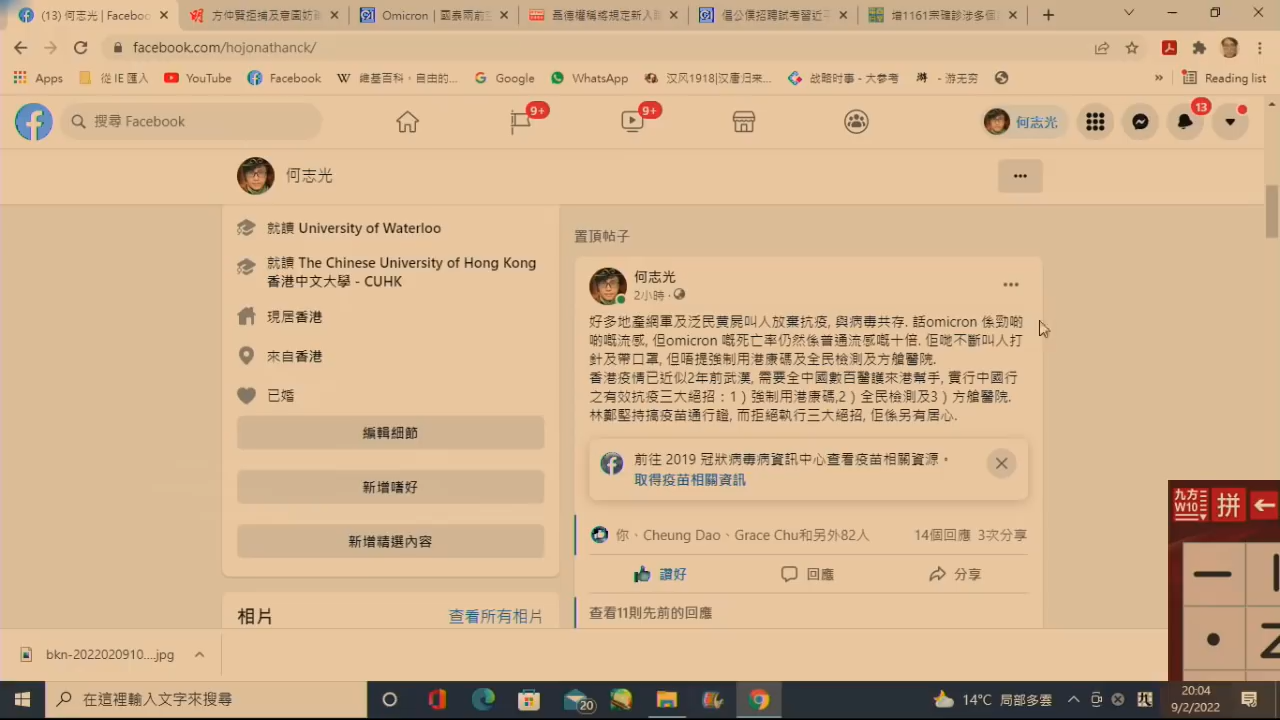 (13) 何志光 | Faceboo
方仲賢拒捕及意圖妨
Omicron｜國泰兩前空
聶德權稱維規定新入
倡公僕招聘試考習近平
增1161宗確診涉多個
facebook.com/hojonathanck/
Apps
從 IE 匯入
YouTube
Facebook
維基百科，自由的...
Google
WhatsApp
汉风1918|汉唐归来...
战略时事 - 大参考
- 游无穷
»
Reading list
搜尋 Facebook
9+
9+
何志光
13
何志光
就讀 University of Waterloo
就讀 The Chinese University of Hong Kong
香港中文大學 - CUHK
現居香港
來自香港
已婚
編輯細節
新增嗜好
新增精選內容
相片
查看所有相片
置頂帖子
何志光
2小時 ·
好多地產網軍及泛民黄屍叫人放棄抗疫, 與病毒共存. 話omicron 係勁啲
啲嘅流感, 但omicron 嘅死亡率仍然係普通流感嘅十倍. 佢哋不斷叫人打
針及帶口罩, 但唔提強制用港康碼及全民檢測及方艙醫院.
香港疫情已近似2年前武漢, 需要全中國數百醫護來港幫手, 實行中國行
之有效抗疫三大絕招：1）強制用港康碼,2）全民檢測及3）方艙醫院.
林鄭堅持搞疫苗通行證, 而拒絕執行三大絕招, 佢係另有居心.
前往 2019 冠狀病毒病資訊中心查看疫苗相關資源。
取得疫苗相關資訊
你、Cheung Dao、Grace Chu和另外82人
14個回應 3次分享
讚好
回應
分享
查看11則先前的回應
九方
W10
拼
bkn-2022020910....jpg
在這裡輸入文字來搜尋
20
14°C 局部多雲
20:04
9/2/2022